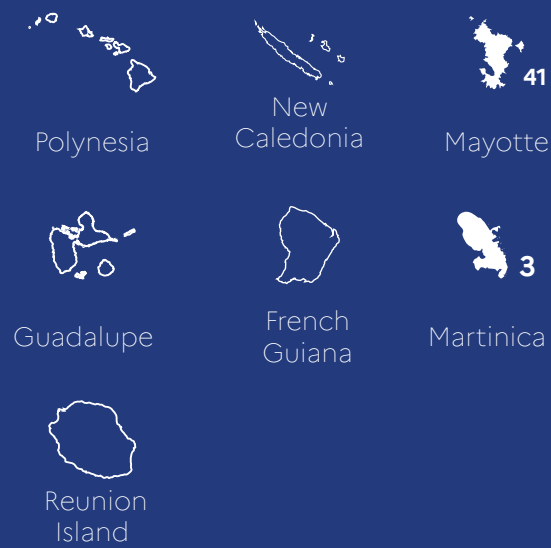 41
Polynesia
New
Caledonia
Mayotte
3
Guadalupe
French
Guiana
Martinica
Reunion
Island